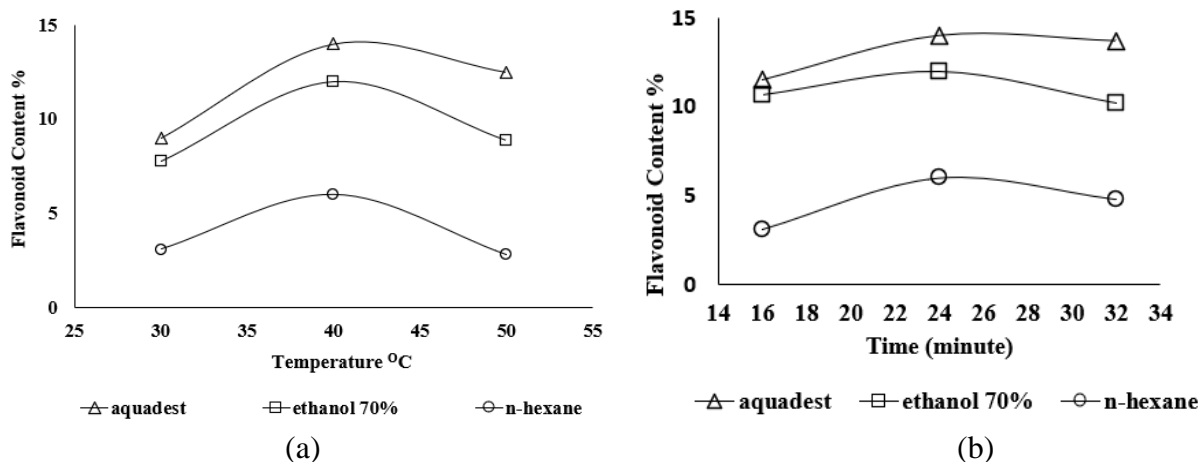 Flavonoid Content %
15
10
5
0
25 30 35 40 45 50 55
Temperature ⁰C
aquadest ethanol 70% n-hexane
(a)
Flavonoid Content %
15
10
5
0
14 16 18 20 22 24 26 28 30 32 34
Time (minute)
aquadest ethanol 70% n-hexane
(b)